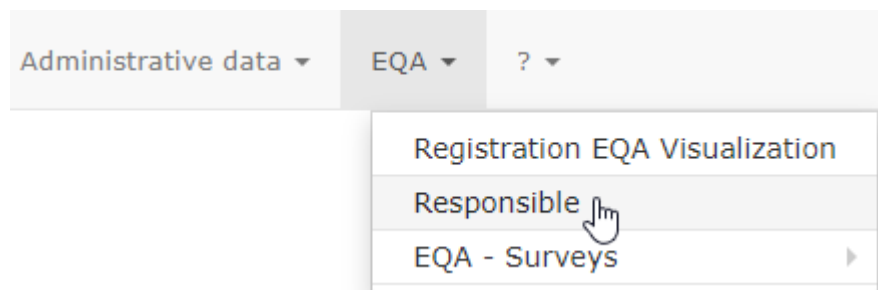 Administrative data EQA ?
Registration EQA Visualization
Responsible
EQA - Surveys